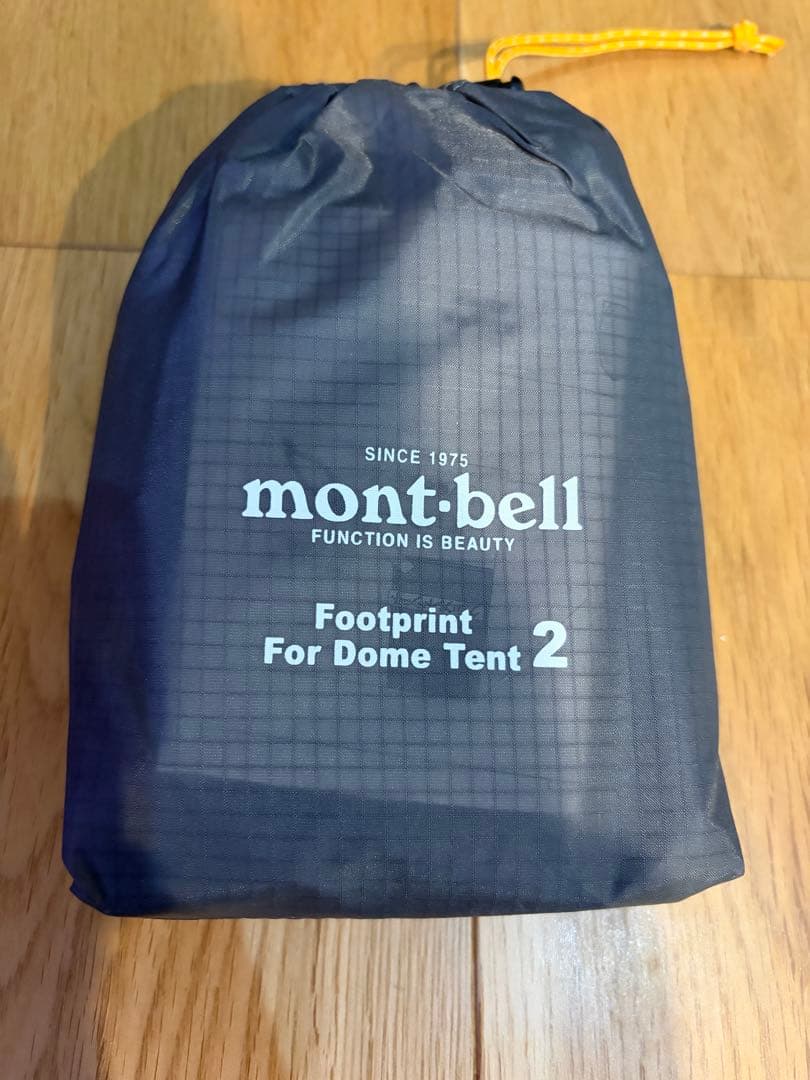 SINCE 1975
mont·bell
FUNCTION IS BEAUTY
Footprint
For Dome Tent 2